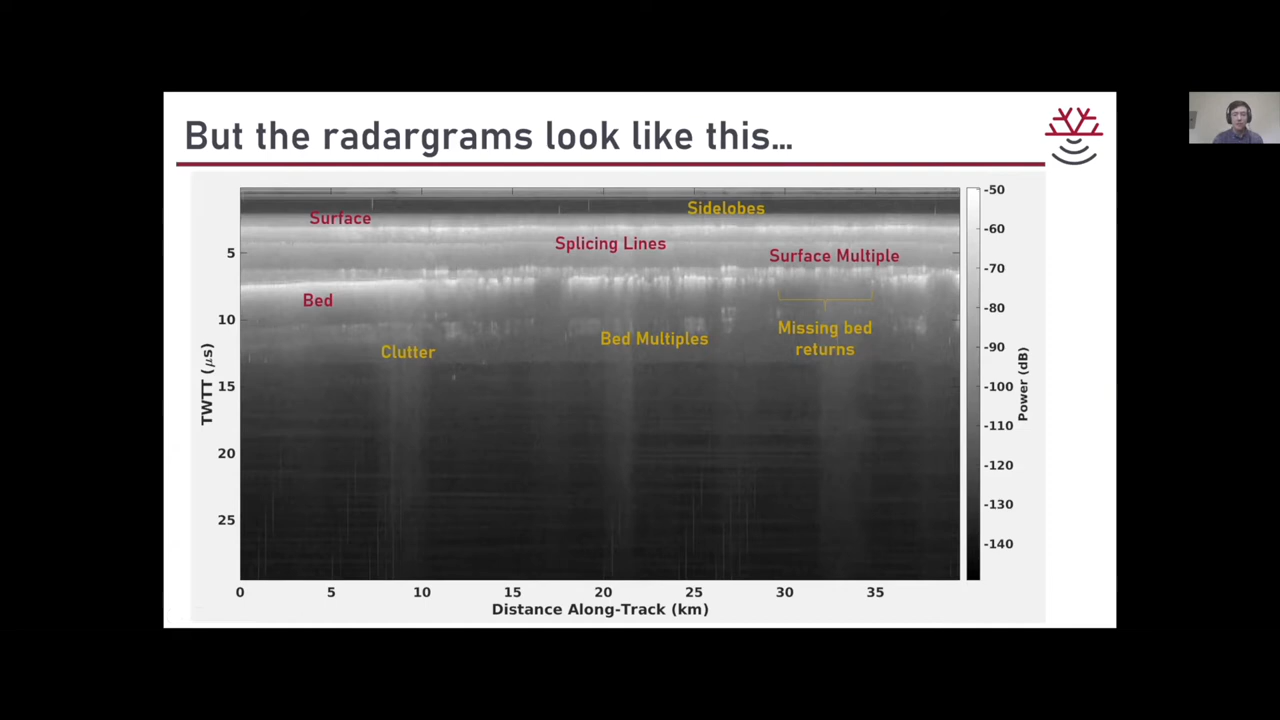 But the radargrams look like this...
Surface
Sidelobes
Splicing Lines
Surface Multiple
Bed
Missing bed
returns
Bed Multiples
Clutter
TWTT (μs)
5
10
15
20
25
0 5 10 15 20 25 30 35
Distance Along-Track (km)
-50
-60
-70
-80
-90
-100
-110
-120
-130
-140
Power (dB)